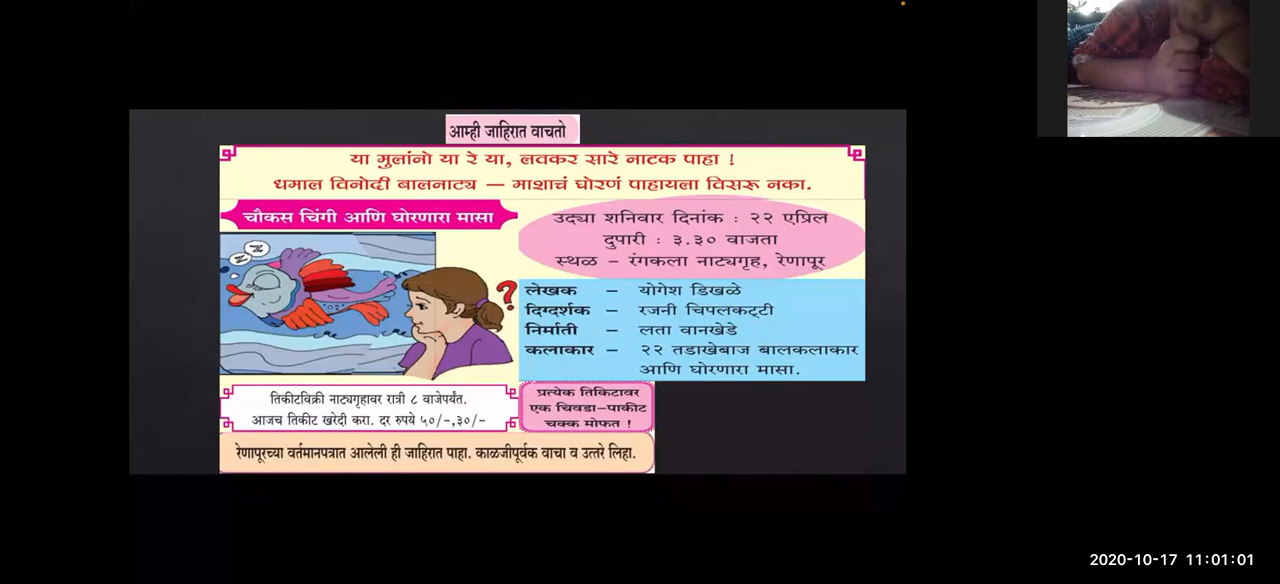 आम्ही जाहिरात वाचतो
या मुलांनो या रे या, लवकर सारे नाटक पाहा !
धमाल विनोदी बालनाट्य – माशाचं घोरणं पाहायला विसरू नका.
चौकस चिंगी आणि घोरणारा मासा
उद्या शनिवार दिनांक : २२ एप्रिल
दुपारी : ३.३० वाजता
स्थळ – रंगकला नाट्यगृह, रेणापूर
z z z
?
लेखक – योगेश डिखळे
दिग्दर्शक – रजनी चिपलकट्टी
निर्माती – लता वानखेडे
कलाकार – २२ तडाखेबाज बालकलाकार
आणि घोरणारा मासा.
तिकीटविक्री नाट्यगृहावर रात्री ८ वाजेपर्यंत.
आजच तिकीट खरेदी करा. दर रुपये ५०/-,३०/-
प्रत्येक तिकिटावर
एक चिवडा-पाकीट
चक्क मोफत !
रेणापूरच्या वर्तमानपत्रात आलेली ही जाहिरात पाहा. काळजीपूर्वक वाचा व उत्तरे लिहा.
2020-10-17 11:01:01